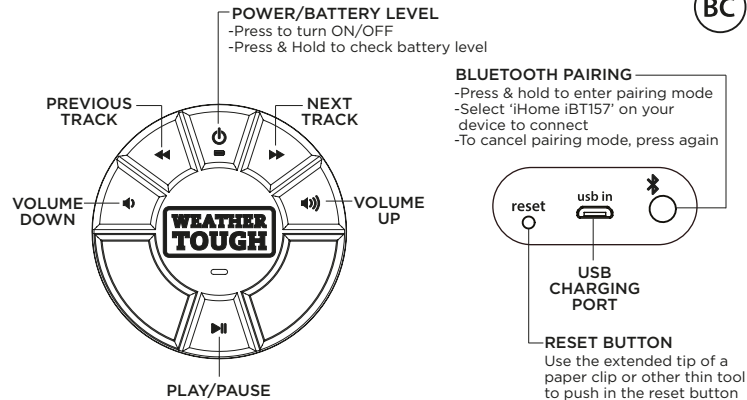 POWER/BATTERY LEVEL
-Press to turn ON/OFF
-Press & Hold to check battery level
BC
PREVIOUS
TRACK
NEXT
TRACK
VOLUME
DOWN
VOLUME
UP
WEATHER
TOUGH
PLAY/PAUSE
BLUETOOTH PAIRING
-Press & hold to enter pairing mode
-Select ‘iHome iBT157’ on your
device to connect
-To cancel pairing mode, press again
reset
usb in
USB
CHARGING
PORT
RESET BUTTON
Use the extended tip of a
paper clip or other thin tool
to push in the reset button